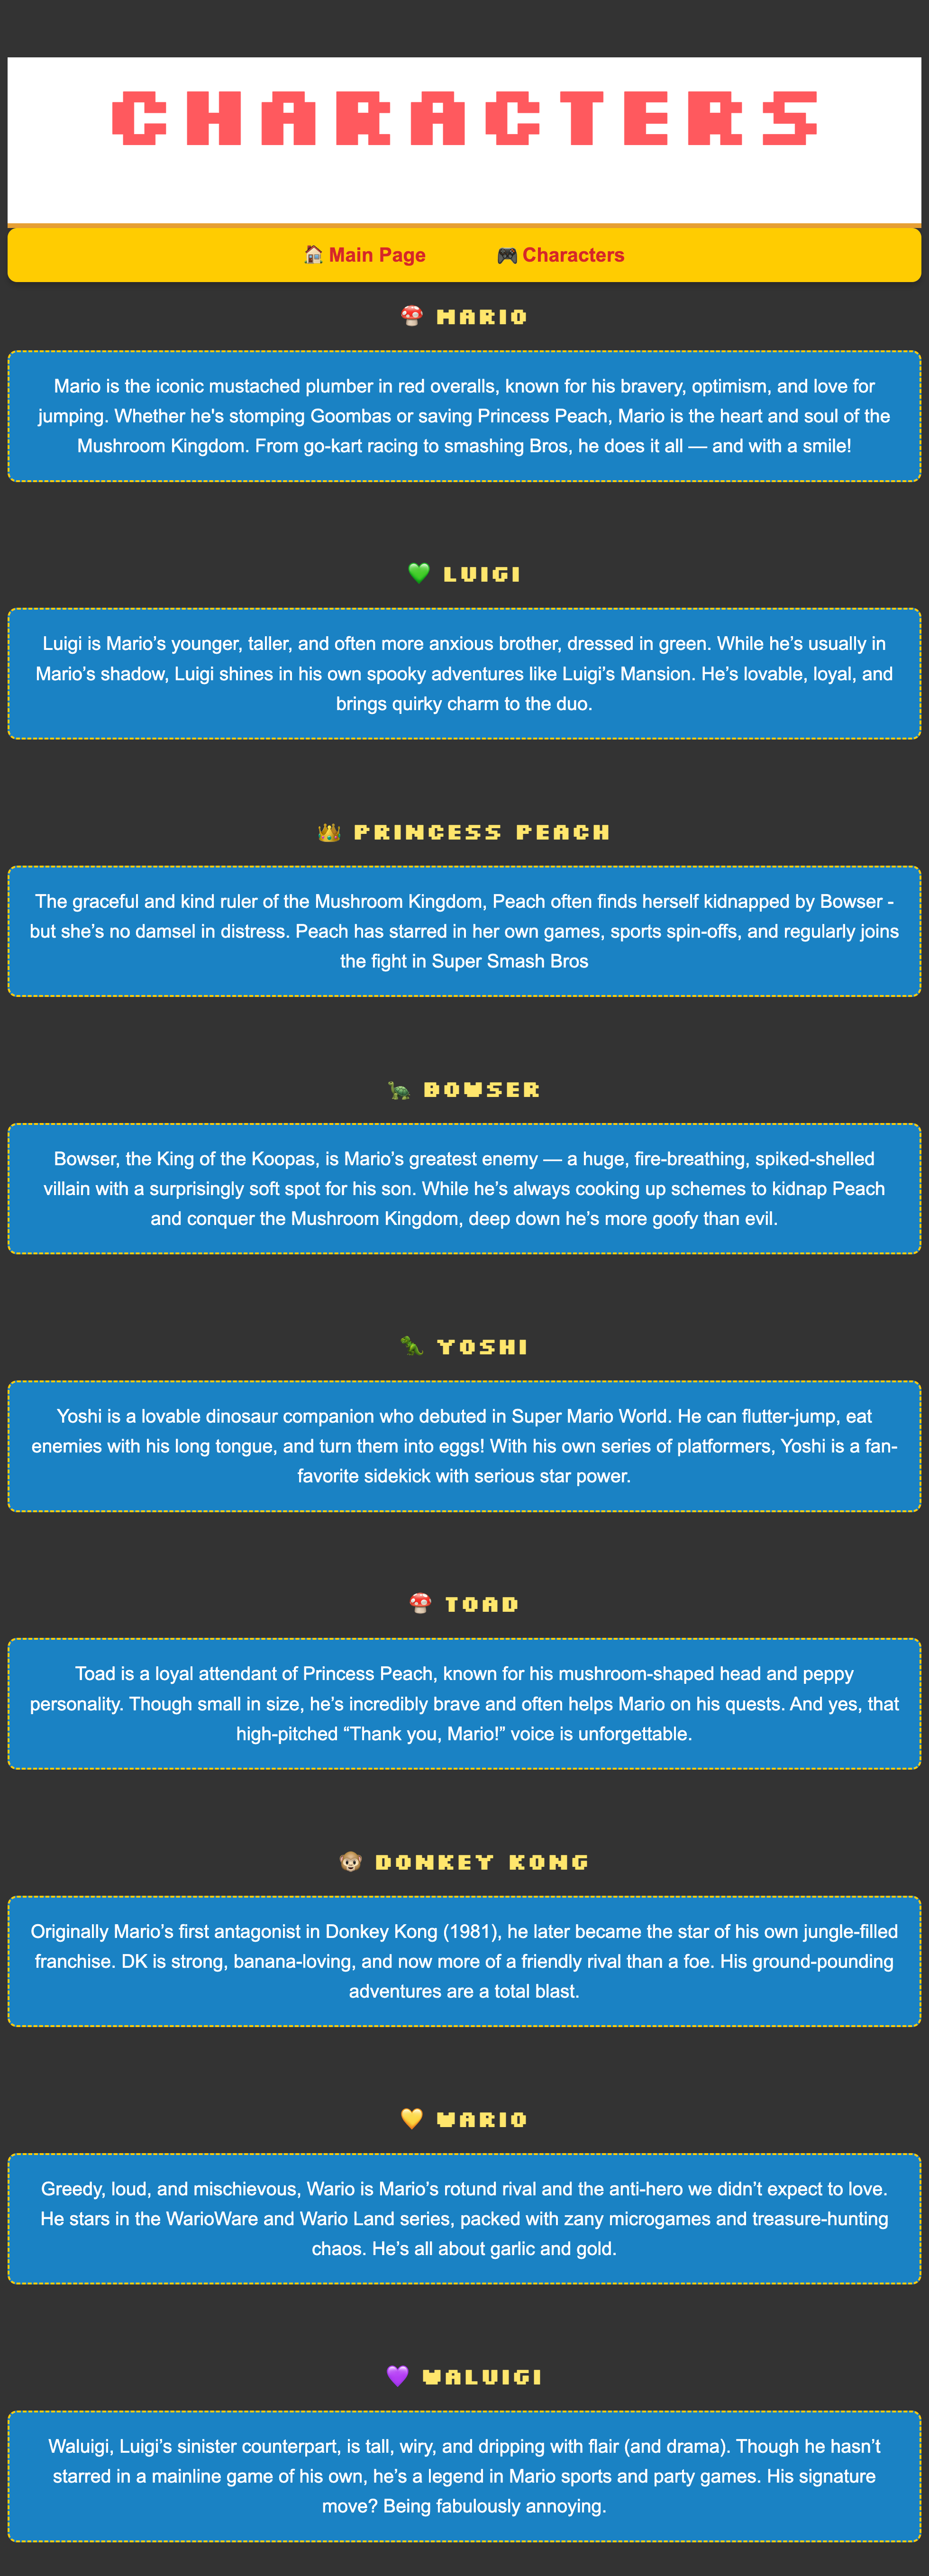 CHARACTERS
🏠 Main Page 🎮 Characters
🍄 MARIO
Mario is the iconic mustached plumber in red overalls, known for his bravery, optimism, and love for
jumping. Whether he's stomping Goombas or saving Princess Peach, Mario is the heart and soul of the
Mushroom Kingdom. From go-kart racing to smashing Bros, he does it all — and with a smile!
💚 LUIGI
Luigi is Mario’s younger, taller, and often more anxious brother, dressed in green. While he’s usually in
Mario’s shadow, Luigi shines in his own spooky adventures like Luigi’s Mansion. He’s lovable, loyal, and
brings quirky charm to the duo.
👑 PRINCESS PEACH
The graceful and kind ruler of the Mushroom Kingdom, Peach often finds herself kidnapped by Bowser -
but she’s no damsel in distress. Peach has starred in her own games, sports spin-offs, and regularly joins
the fight in Super Smash Bros
🐢 BOWSER
Bowser, the King of the Koopas, is Mario’s greatest enemy — a huge, fire-breathing, spiked-shelled
villain with a surprisingly soft spot for his son. While he’s always cooking up schemes to kidnap Peach
and conquer the Mushroom Kingdom, deep down he’s more goofy than evil.
🦖 YOSHI
Yoshi is a lovable dinosaur companion who debuted in Super Mario World. He can flutter-jump, eat
enemies with his long tongue, and turn them into eggs! With his own series of platformers, Yoshi is a fan-
favorite sidekick with serious star power.
🍄 TOAD
Toad is a loyal attendant of Princess Peach, known for his mushroom-shaped head and peppy
personality. Though small in size, he’s incredibly brave and often helps Mario on his quests. And yes, that
high-pitched “Thank you, Mario!” voice is unforgettable.
🐵 DONKEY KONG
Originally Mario’s first antagonist in Donkey Kong (1981), he later became the star of his own jungle-filled
franchise. DK is strong, banana-loving, and now more of a friendly rival than a foe. His ground-pounding
adventures are a total blast.
💛 WARIO
Greedy, loud, and mischievous, Wario is Mario’s rotund rival and the anti-hero we didn’t expect to love.
He stars in the WarioWare and Wario Land series, packed with zany microgames and treasure-hunting
chaos. He’s all about garlic and gold.
💜 WALUIGI
Waluigi, Luigi’s sinister counterpart, is tall, wiry, and dripping with flair (and drama). Though he hasn’t
starred in a mainline game of his own, he’s a legend in Mario sports and party games. His signature
move? Being fabulously annoying.